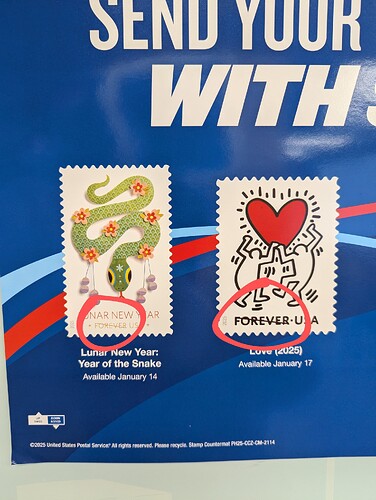 SEND YOUR
WITH
LUNAR NEW YEAR
FOREVER USA
Lunar New Year:
Year of the Snake
Available January 14
FOREVER·USA
Love (2025)
Available January 17
©2025 United States Postal Service® All rights reserved. Please recycle. Stamp Countermat PH25-CCZ-CM-2114